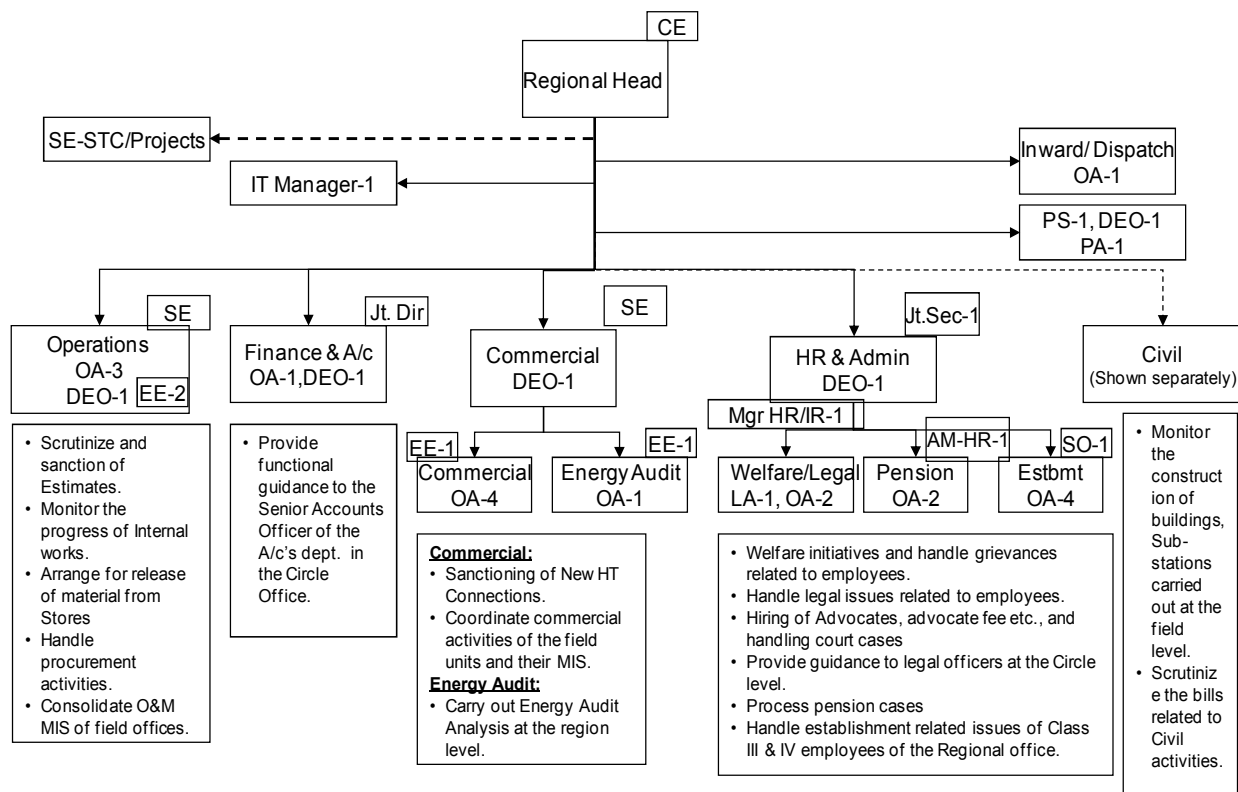 CE
Regional Head
SE-STC/Projects
IT Manager-1
Inward/ Dispatch
OA-1
PS-1, DEO-1
PA-1
SE
Operations
OA-3
DEO-1
EE-2
Jt. Dir
Finance & A/c
OA-1,DEO-1
SE
Commercial
DEO-1
Jt.Sec-1
HR & Admin
DEO-1
Civil
(Shown separately)
Mgr HR/IR-1
EE-1
Commercial
OA-4
EE-1
Energy Audit
OA-1
Welfare/Legal
LA-1, OA-2
AM-HR-1
Pension
OA-2
SO-1
Estbmt
OA-4
• Scrutinize and
sanction of
Estimates.
• Monitor the
progress of Internal
works.
• Arrange for release
of material from
Stores
• Handle
procurement
activities.
• Consolidate O&M
MIS of field offices.
• Provide
functional
guidance to the
Senior Accounts
Officer of the
A/c's dept. in
the Circle
Office.
Commercial:
• Sanctioning of New HT
Connections.
• Coordinate commercial
activities of the field
units and their MIS.
Energy Audit:
• Carry out Energy Audit
Analysis at the region
level.
• Welfare initiatives and handle grievances
related to employees.
• Handle legal issues related to employees.
• Hiring of Advocates, advocate fee etc., and
handling court cases
• Provide guidance to legal officers at the Circle
level.
• Process pension cases
• Handle establishment related issues of Class
III & IV employees of the Regional office.
• Monitor
the
construct
ion of
buildings,
Sub-
stations
carried
out at the
field
level.
• Scrutiniz
e the bills
related to
Civil
activities.